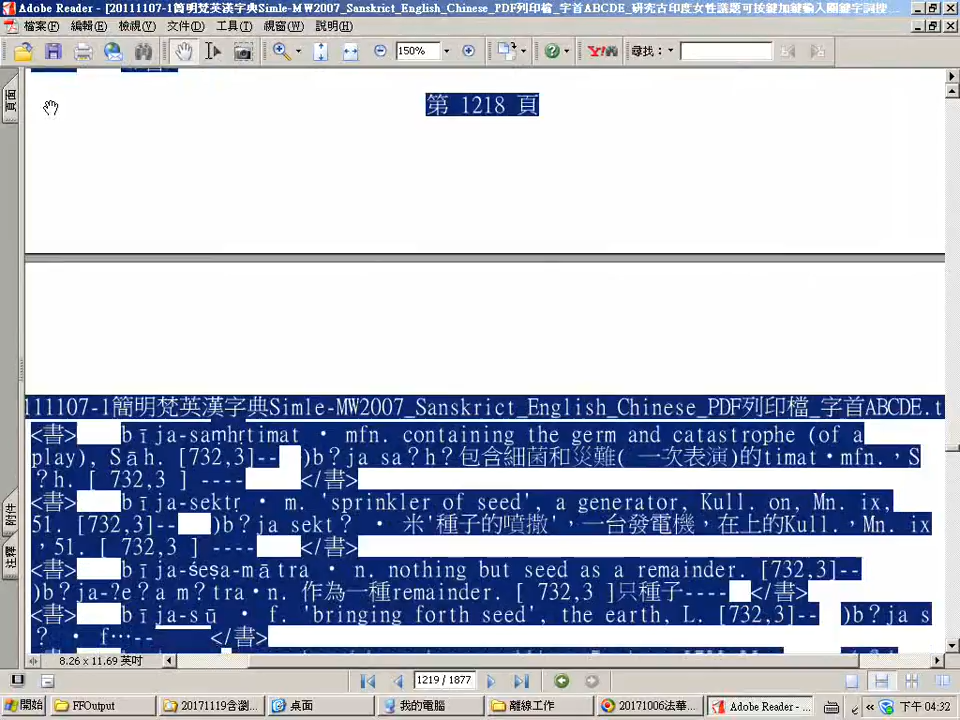 Adobe Reader - [20111107-1簡明梵英漢字典Simle-MW2007_Sanskrict_English_Chinese_PDF列印檔_字首ABCDE_研究古印度女性議題可按鍵加鍵輸入關鍵字詞搜...
檔案(F) 編輯(E) 檢視(V) 文件(D) 工具(T) 視窗(W) 說明(H)
150% 尋找:
頁面
第 1218 頁
111107-1簡明梵英漢字典Simle-MW2007_Sanskrict_English_Chinese_PDF列印檔_字首ABCDE.t
<書> bīja-saṃhṛtimat ‧ mfn. containing the germ and catastrophe (of a
play), Sāh. [732,3]-- )b?ja sa?h?包含細菌和災難( 一次表演)的timat‧mfn.，S
?h. [ 732,3 ] ---- </書>
<書> bīja-sektṛ ‧ m. 'sprinkler of seed', a generator, Kull. on, Mn. ix,
51. [732,3]-- )b?ja sekt? ‧ 米'種子的噴撒'，一台發電機，在上的Kull.，Mn. ix
，51. [ 732,3 ] ---- </書>
<書> bīja-śeṣa-mātra ‧ n. nothing but seed as a remainder. [732,3]--
)b?ja-?e?a m?tra‧n. 作為一種remainder. [ 732,3 ]只種子---- </書>
<書> bīja-sū ‧ f. 'bringing forth seed', the earth, L. [732,3]-- )b?ja s
? ‧ f…-- </書>
附件
注釋
8.26 x 11.69 英吋
1219 / 1877
開始 FFOutput 20171119含瀏... 桌面 我的電腦 離線工作 20171006法華... Adobe Reader - ... 下午 04:32